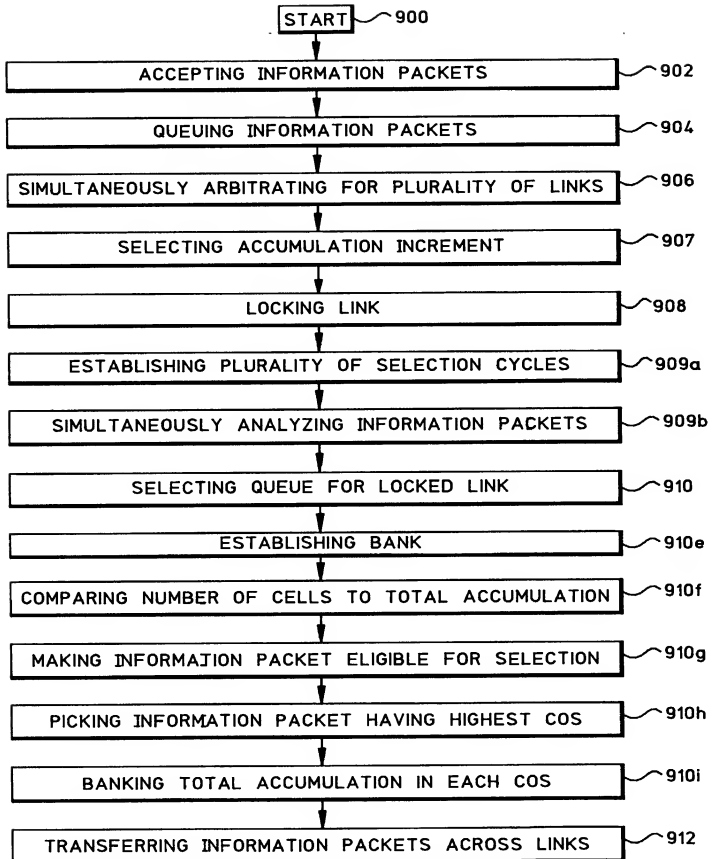 START 900
ACCEPTING INFORMATION PACKETS 902
QUEUING INFORMATION PACKETS 904
SIMULTANEOUSLY ARBITRATING FOR PLURALITY OF LINKS 906
SELECTING ACCUMULATION INCREMENT 907
LOCKING LINK 908
ESTABLISHING PLURALITY OF SELECTION CYCLES 909a
SIMULTANEOUSLY ANALYZING INFORMATION PACKETS 909b
SELECTING QUEUE FOR LOCKED LINK 910
ESTABLISHING BANK 910e
COMPARING NUMBER OF CELLS TO TOTAL ACCUMULATION 910f
MAKING INFORMATION PACKET ELIGIBLE FOR SELECTION 910g
PICKING INFORMATION PACKET HAVING HIGHEST COS 910h
BANKING TOTAL ACCUMULATION IN EACH COS 910i
TRANSFERRING INFORMATION PACKETS ACROSS LINKS 912